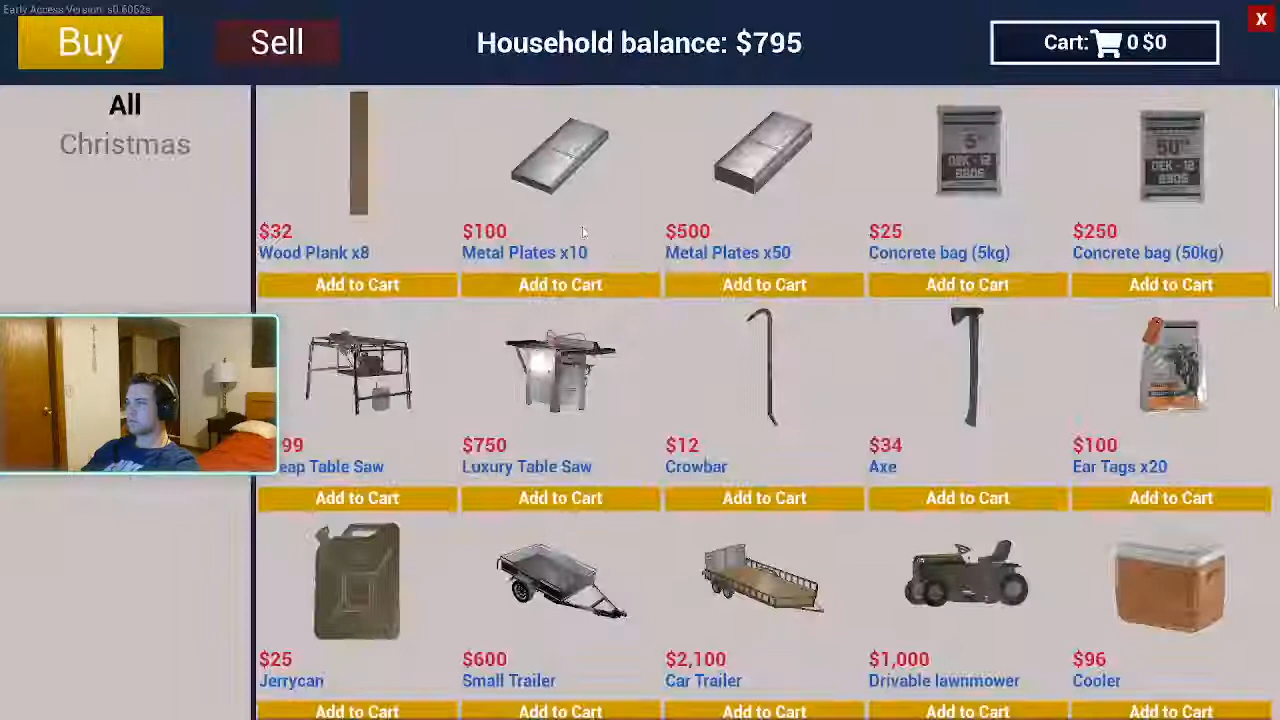 Early Access Version: s0.6052s
Buy
Sell
Household balance: $795
Cart: 0 $0
X
All
Christmas
$32
Wood Plank x8
Add to Cart
$100
Metal Plates x10
Add to Cart
$500
Metal Plates x50
Add to Cart
$25
Concrete bag (5kg)
Add to Cart
$250
Concrete bag (50kg)
Add to Cart
99
eap Table Saw
Add to Cart
$750
Luxury Table Saw
Add to Cart
$12
Crowbar
Add to Cart
$34
Axe
Add to Cart
$100
Ear Tags x20
Add to Cart
$25
Jerrycan
Add to Cart
$600
Small Trailer
Add to Cart
$2,100
Car Trailer
Add to Cart
$1,000
Drivable lawnmower
Add to Cart
$96
Cooler
Add to Cart